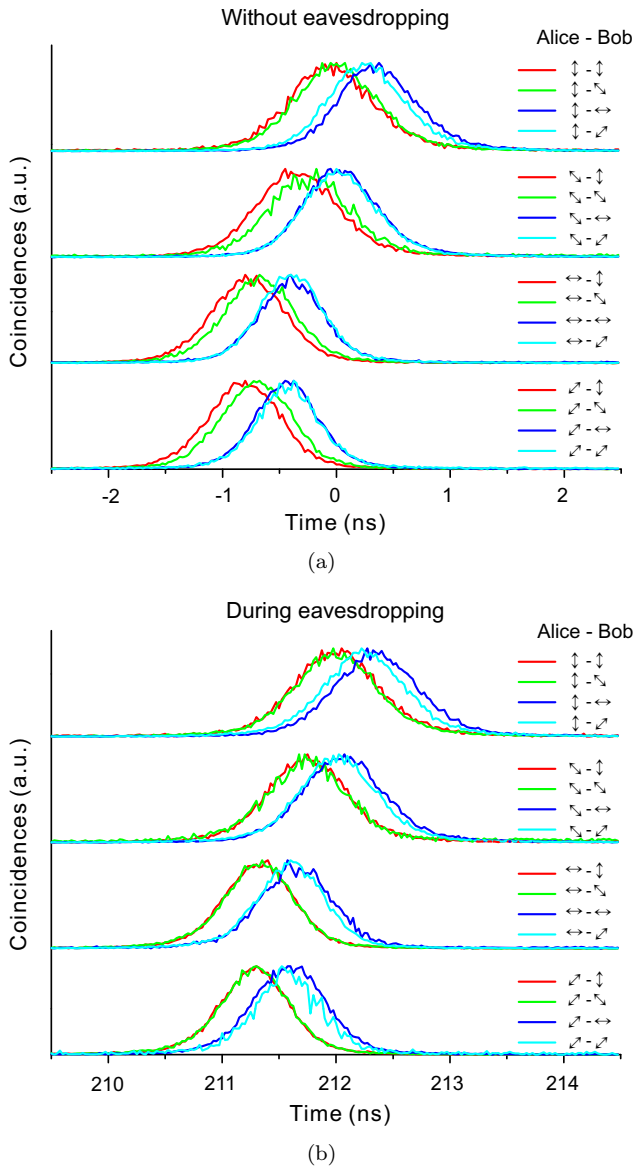 Without eavesdropping
Alice - Bob
↕ - ↕
↕ - ⤡
↕ - ↔
↕ - ⤢
⤡ - ↕
⤡ - ⤡
⤡ - ↔
⤡ - ⤢
↔ - ↕
↔ - ⤡
↔ - ↔
↔ - ⤢
⤢ - ↕
⤢ - ⤡
⤢ - ↔
⤢ - ⤢
Coincidences (a.u.)
-2 -1 0 1 2
Time (ns)
(a)
During eavesdropping
Alice - Bob
↕ - ↕
↕ - ⤡
↕ - ↔
↕ - ⤢
⤡ - ↕
⤡ - ⤡
⤡ - ↔
⤡ - ⤢
↔ - ↕
↔ - ⤡
↔ - ↔
↔ - ⤢
⤢ - ↕
⤢ - ⤡
⤢ - ↔
⤢ - ⤢
Coincidences (a.u.)
210 211 212 213 214
Time (ns)
(b)